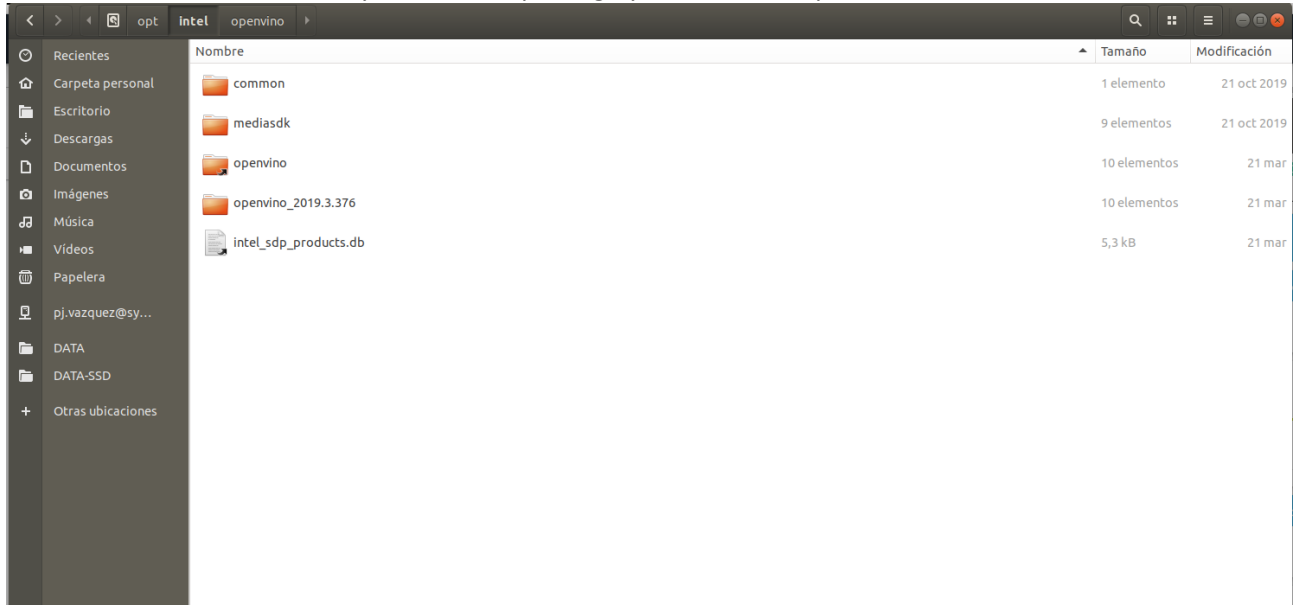 opt intel openvino
Recientes
Carpeta personal
Escritorio
Descargas
Documentos
Imágenes
Música
Vídeos
Papelera
pj.vazquez@sy...
DATA
DATA-SSD
Otras ubicaciones
Nombre Tamaño Modificación
common 1 elemento 21 oct 2019
mediasdk 9 elementos 21 oct 2019
openvino 10 elementos 21 mar
openvino_2019.3.376 10 elementos 21 mar
intel_sdp_products.db 5,3 kB 21 mar